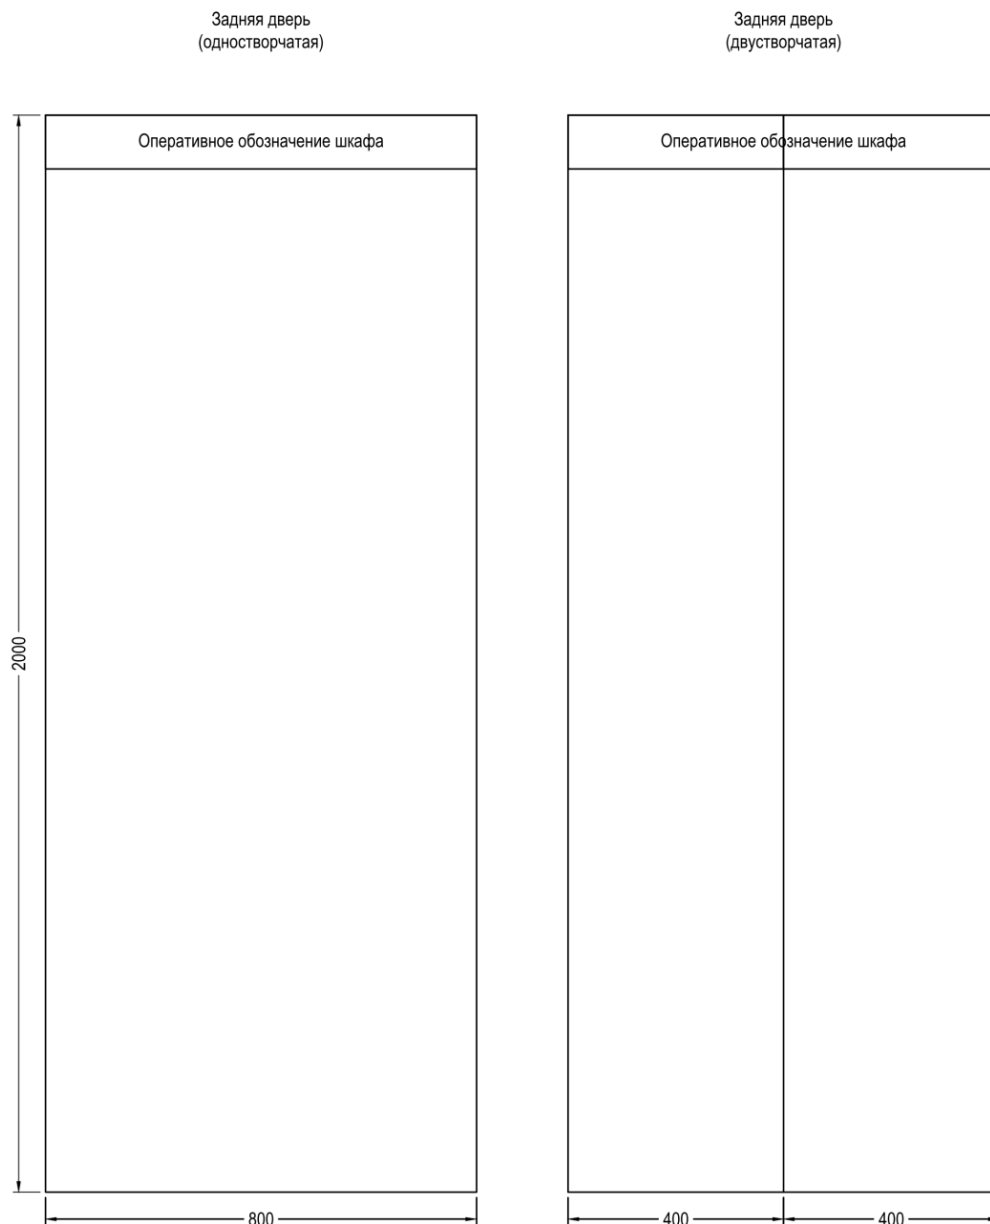 Задняя дверь
(одностворчатая)
Задняя дверь
(двустворчатая)
Оперативное обозначение шкафа
Оперативное обозначение шкафа
2000
800
400
400